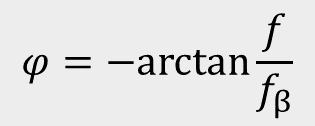 φ = −arctan f/f_β